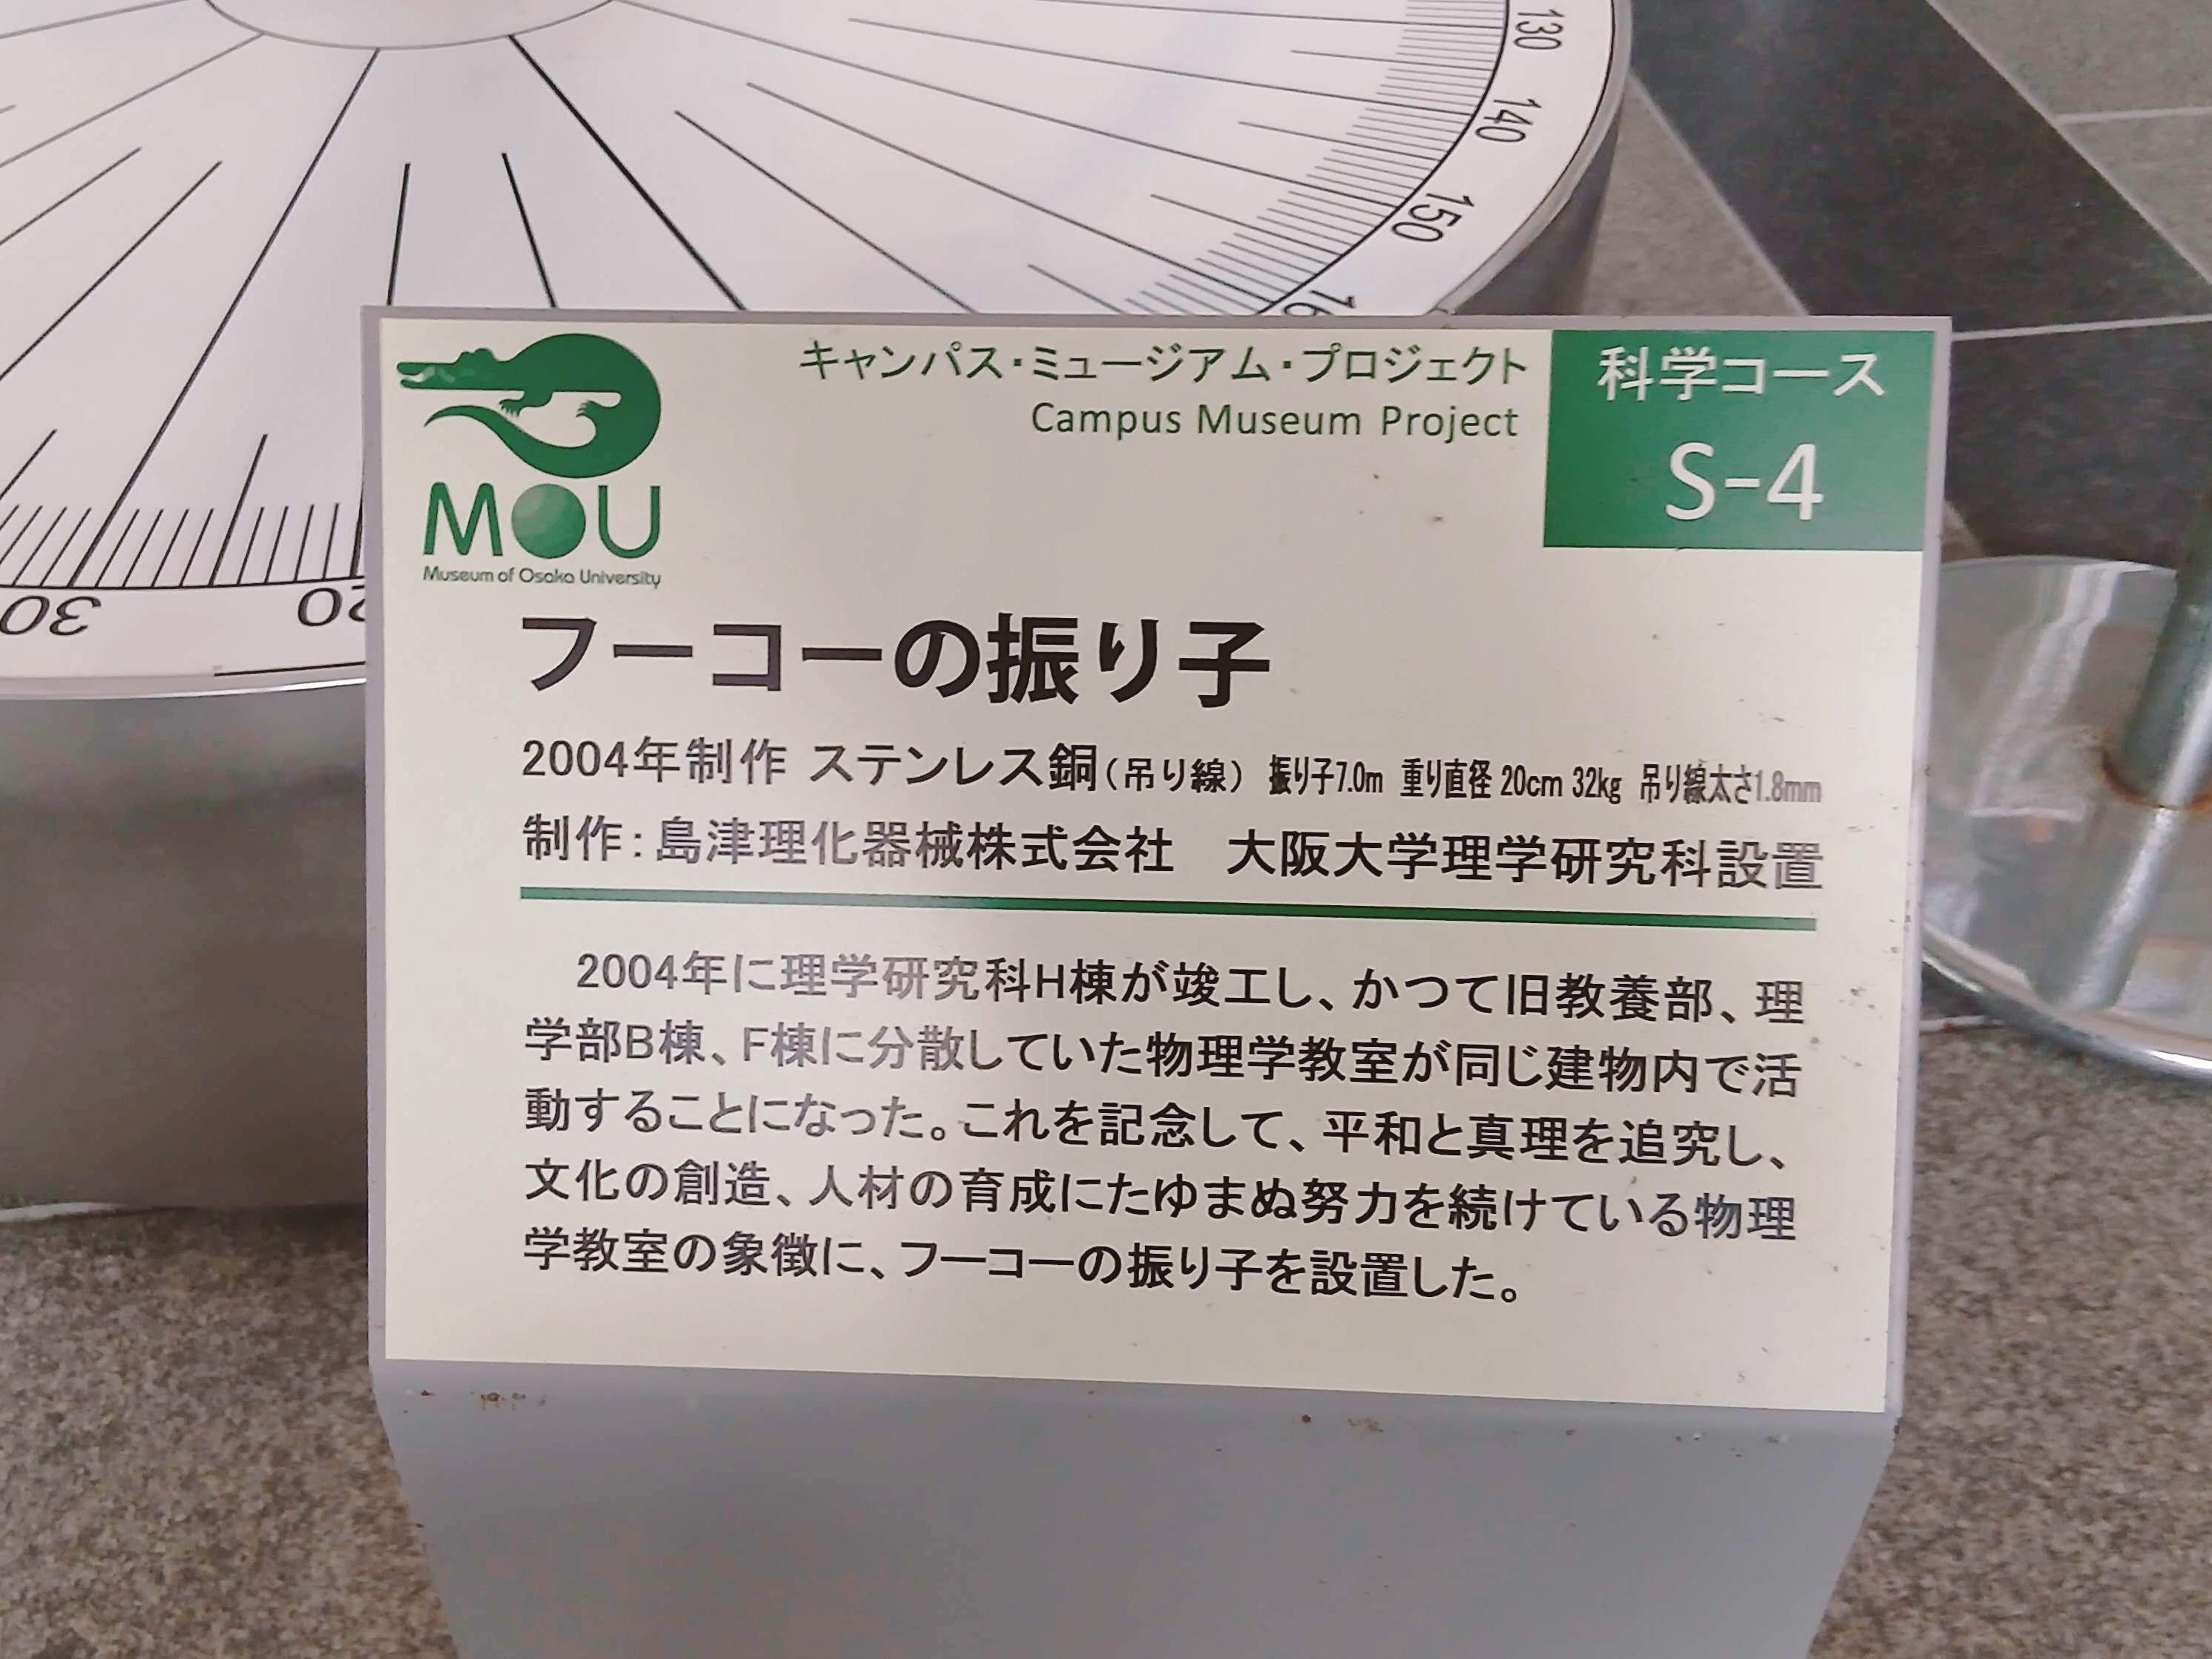 130
140
150
16
30
20
キャンパス・ミュージアム・プロジェクト
Campus Museum Project
科学コース
S-4
MOU
Museum of Osaka University
フーコーの振り子
2004年制作 ステンレス銅（吊り線） 振り子7.0m 重り直径 20cm 32kg 吊り線太さ1.8mm
制作：島津理化器械株式会社　大阪大学理学研究科設置
2004年に理学研究科H棟が竣工し、かつて旧教養部、理
学部B棟、F棟に分散していた物理学教室が同じ建物内で活
動することになった。これを記念して、平和と真理を追究し、
文化の創造、人材の育成にたゆまぬ努力を続けている物理
学教室の象徴に、フーコーの振り子を設置した。